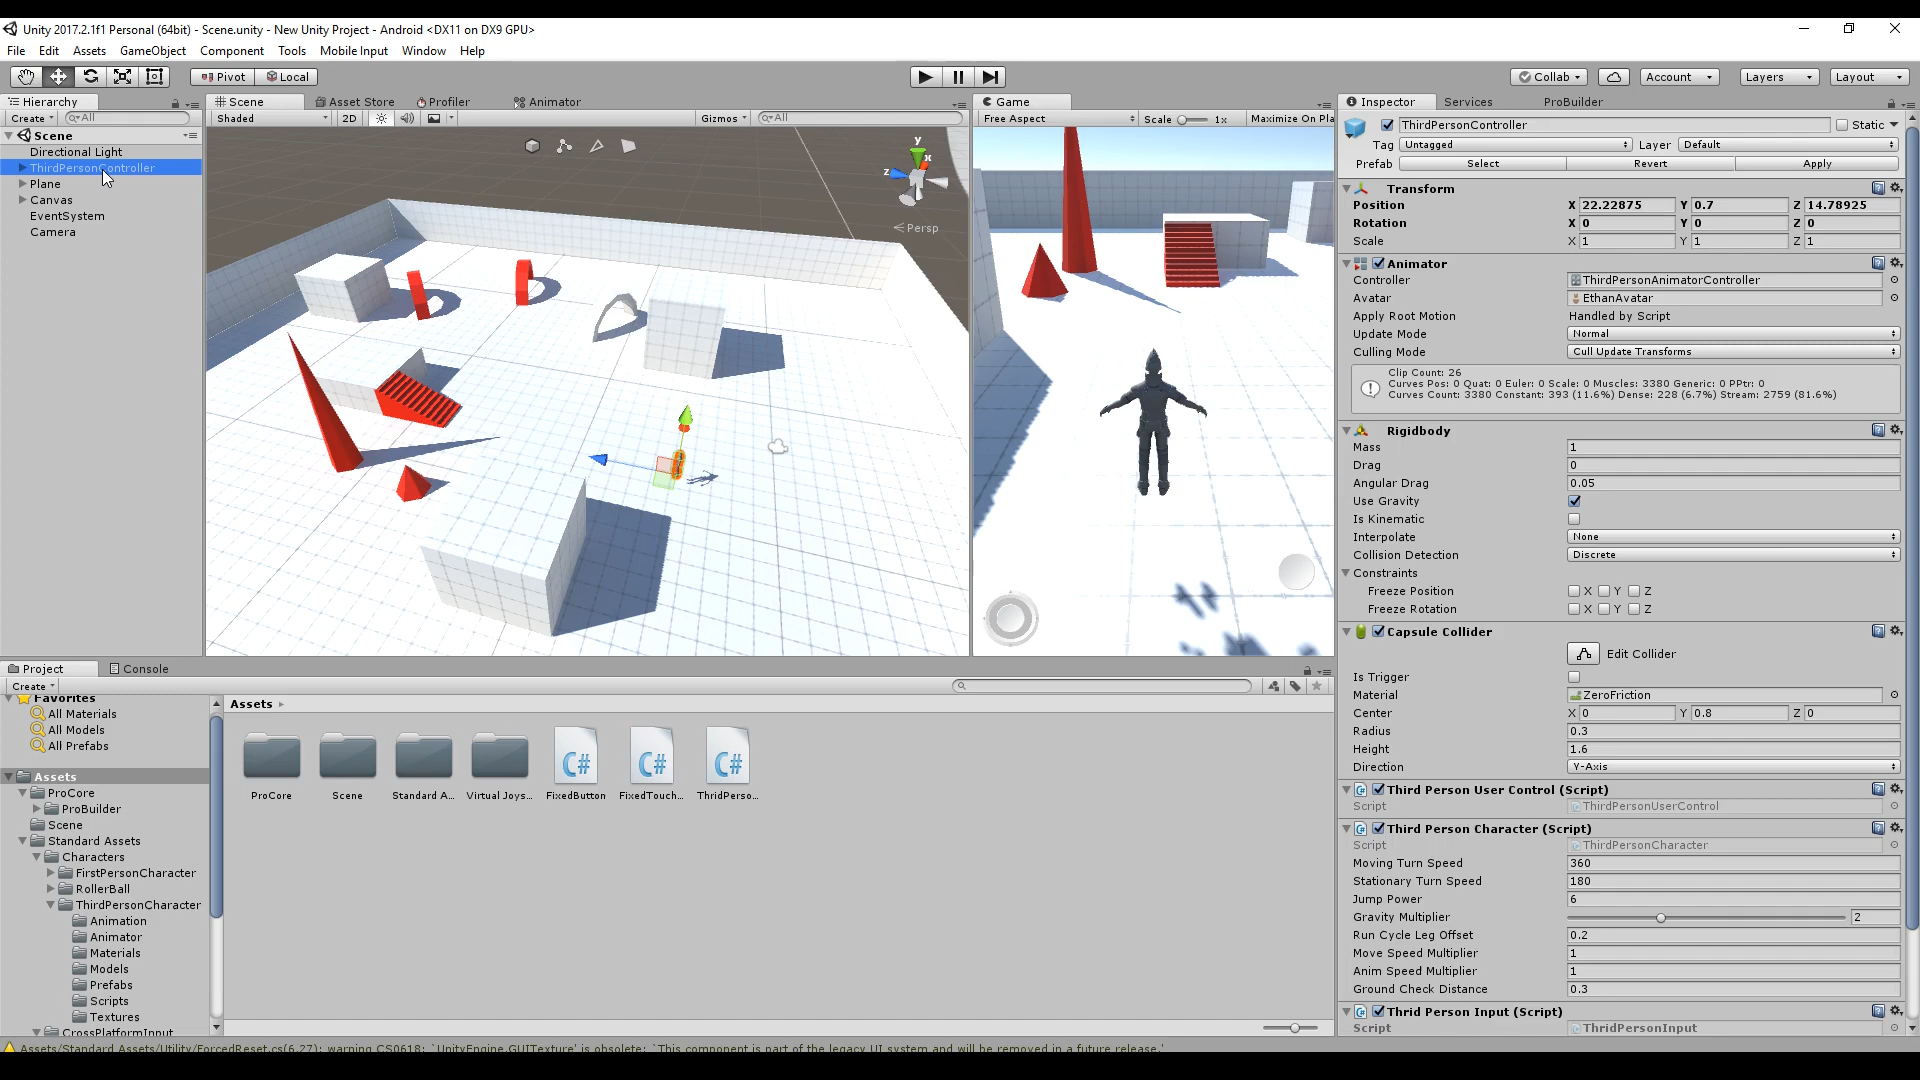 Unity 2017.2.1f1 Personal (64bit) - Scene.unity - New Unity Project - Android <DX11 on DX9 GPU>
File Edit Assets GameObject Component Tools Mobile Input Window Help
Pivot Local Collab Account Layers Layout
Hierarchy
Create All
Scene
Directional Light
ThirdPersonController
Plane
Canvas
EventSystem
Camera
Scene Asset Store Profiler Animator
Shaded 2D Gizmos All
y
x
z
Persp
Game
Free Aspect Scale 1x Maximize On Pla
Inspector Services ProBuilder
ThirdPersonController Static
Tag Untagged Layer Default
Prefab Select Revert Apply
Transform
Position X 22.22875 Y 0.7 Z 14.78925
Rotation X 0 Y 0 Z 0
Scale X 1 Y 1 Z 1
Animator
Controller ThirdPersonAnimatorController
Avatar EthanAvatar
Apply Root Motion Handled by Script
Update Mode Normal
Culling Mode Cull Update Transforms
Clip Count: 26
Curves Pos: 0 Quat: 0 Euler: 0 Scale: 0 Muscles: 3380 Generic: 0 PPtr: 0
Curves Count: 3380 Constant: 393 (11.6%) Dense: 228 (6.7%) Stream: 2759 (81.6%)
Rigidbody
Mass 1
Drag 0
Angular Drag 0.05
Use Gravity
Is Kinematic
Interpolate None
Collision Detection Discrete
Constraints
Freeze Position X Y Z
Freeze Rotation X Y Z
Capsule Collider
Edit Collider
Is Trigger
Material ZeroFriction
Center X 0 Y 0.8 Z 0
Radius 0.3
Height 1.6
Direction Y-Axis
Third Person User Control (Script)
Script ThirdPersonUserControl
Third Person Character (Script)
Script ThirdPersonCharacter
Moving Turn Speed 360
Stationary Turn Speed 180
Jump Power 6
Gravity Multiplier 2
Run Cycle Leg Offset 0.2
Move Speed Multiplier 1
Anim Speed Multiplier 1
Ground Check Distance 0.3
Thrid Person Input (Script)
Script ThridPersonInput
Project Console
Create
Favorites
All Materials
All Models
All Prefabs
Assets
ProCore
ProBuilder
Scene
Standard Assets
Characters
FirstPersonCharacter
RollerBall
ThirdPersonCharacter
Animation
Animator
Materials
Models
Prefabs
Scripts
Textures
CrossPlatformInput
Assets
C# C# C#
ProCore Scene Standard A... Virtual Joys... FixedButton FixedTouch... ThridPerso...
Assets/Standard Assets/Utility/ForcedReset.cs(6,27): warning CS0618: `UnityEngine.GUITexture' is obsolete: `This component is part of the legacy UI system and will be removed in a future release.'